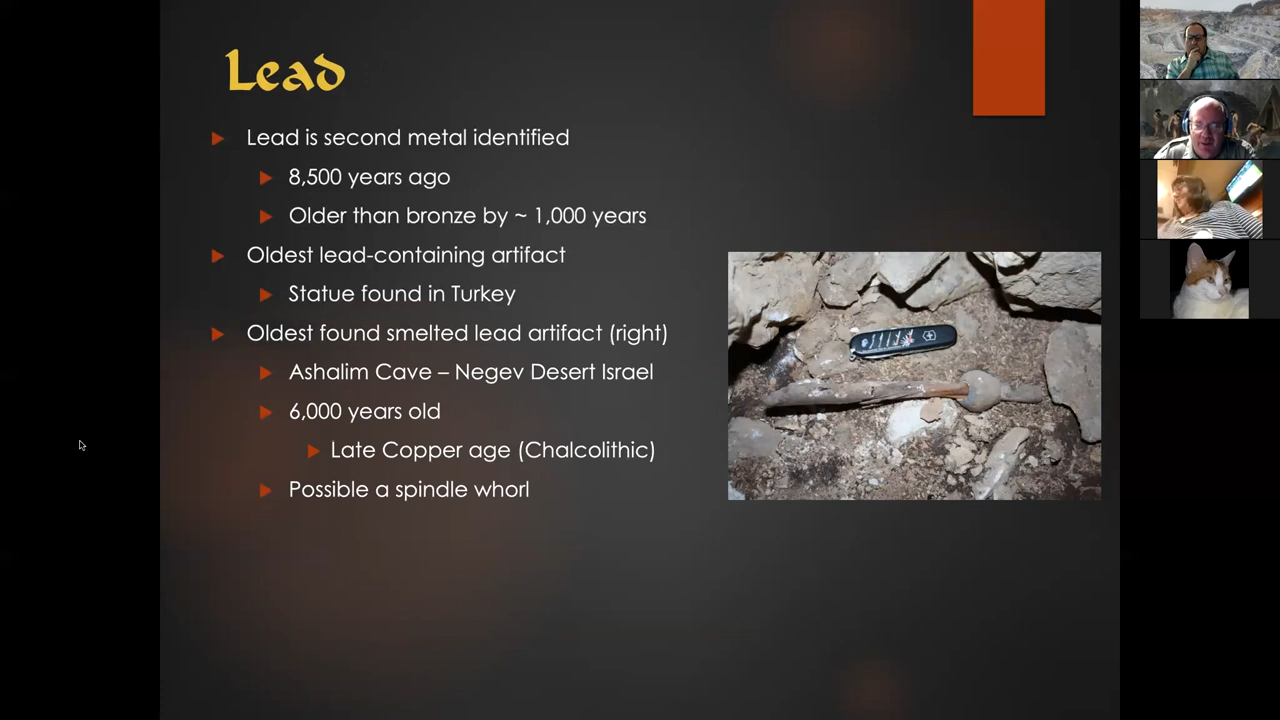 Lead
Lead is second metal identified
8,500 years ago
Older than bronze by ~ 1,000 years
Oldest lead-containing artifact
Statue found in Turkey
Oldest found smelted lead artifact (right)
Ashalim Cave – Negev Desert Israel
6,000 years old
Late Copper age (Chalcolithic)
Possible a spindle whorl